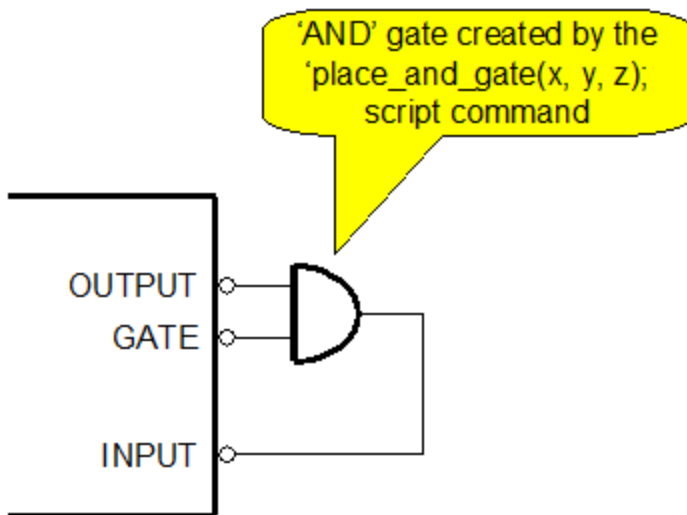 ‘AND’ gate created by the
‘place_and_gate(x, y, z);
script command
OUTPUT
GATE
INPUT